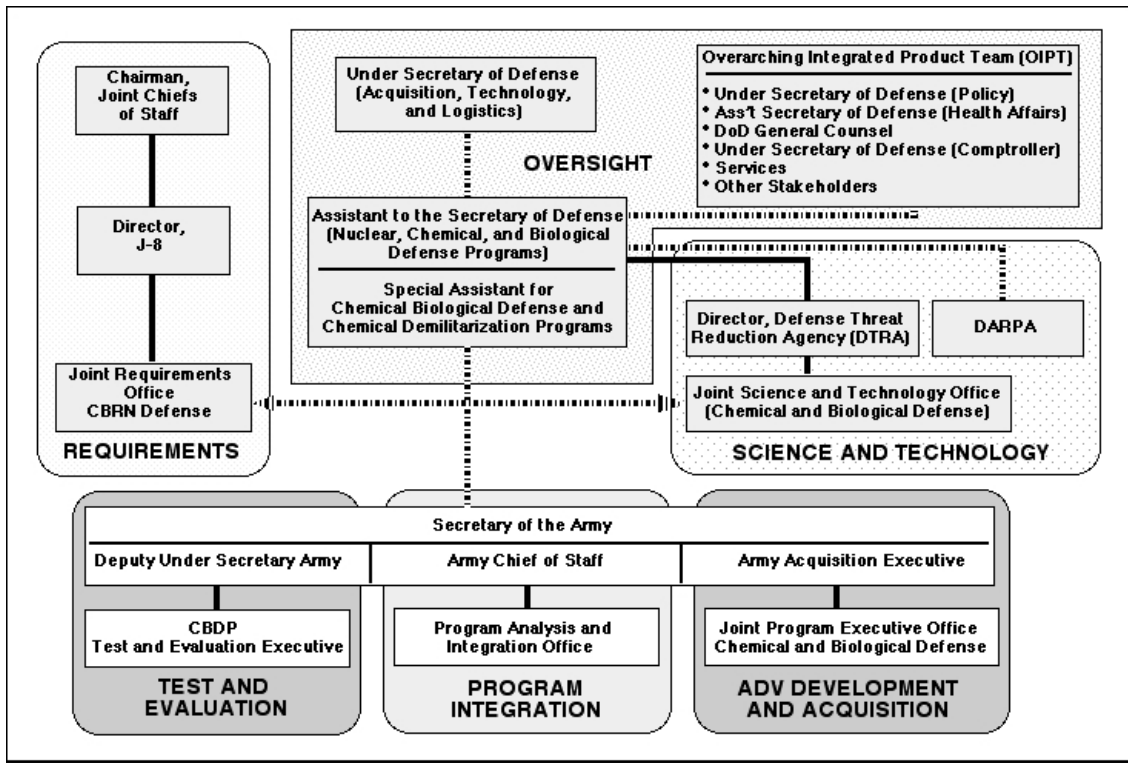 Chairman,
Joint Chiefs
of Staff
Director,
J-8
Joint Requirements
Office
CBRN Defense
REQUIREMENTS
Under Secretary of Defense
(Acquisition, Technology,
and Logistics)
OVERSIGHT
Overarching Integrated Product Team (OIPT)
* Under Secretary of Defense (Policy)
* Ass't Secretary of Defense (Health Affairs)
* DoD General Counsel
* Under Secretary of Defense (Comptroller)
* Services
* Other Stakeholders
Assistant to the Secretary of Defense
(Nuclear, Chemical, and Biological
Defense Programs)
Special Assistant for
Chemical Biological Defense and
Chemical Demilitarization Programs
Director, Defense Threat
Reduction Agency (DTRA)
DARPA
Joint Science and Technology Office
(Chemical and Biological Defense)
SCIENCE AND TECHNOLOGY
Secretary of the Army
Deputy Under Secretary Army
Army Chief of Staff
Army Acquisition Executive
CBDP
Test and Evaluation Executive
Program Analysis and
Integration Office
Joint Program Executive Office
Chemical and Biological Defense
TEST AND
EVALUATION
PROGRAM
INTEGRATION
ADV DEVELOPMENT
AND ACQUISITION